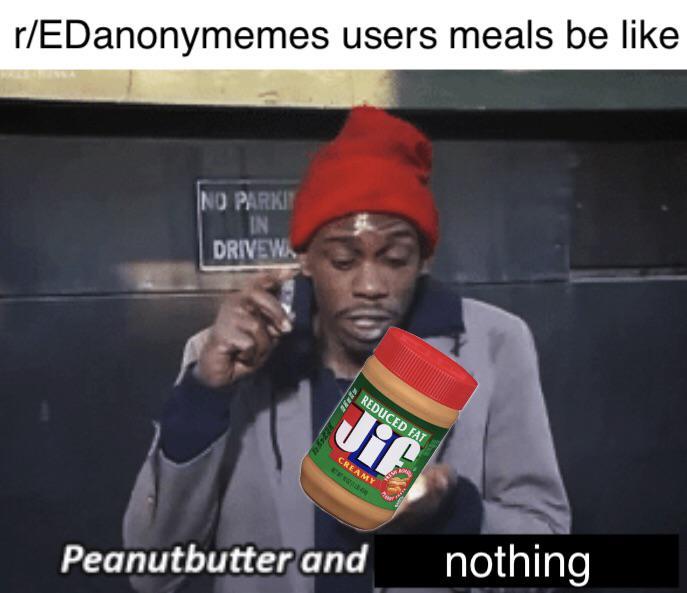 r/EDanonymemes users meals be like
NO PARKI
IN
DRIVEWA
REDUCED FAT
Jif
CREAMY
Peanutbutter and nothing